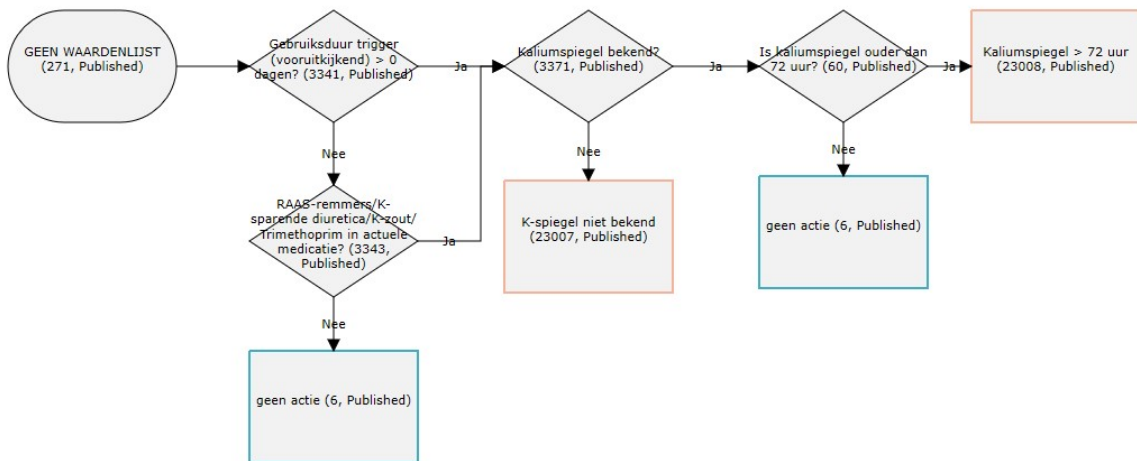 GEEN WAARDENLIJST
(271, Published)
Gebruiksduur trigger
(vooruitkijkend) > 0
dagen? (3341, Published)
Ja
Kaliumspiegel bekend?
(3371, Published)
Ja
Is kaliumspiegel ouder dan
72 uur? (60, Published)
Ja
Kaliumspiegel > 72 uur
(23008, Published)
Nee
Nee
Nee
RAAS-remmers/K-
sparende diuretica/K-zout/
Trimethoprim in actuele
medicatie? (3343,
Published)
Ja
K-spiegel niet bekend
(23007, Published)
geen actie (6, Published)
Nee
geen actie (6, Published)